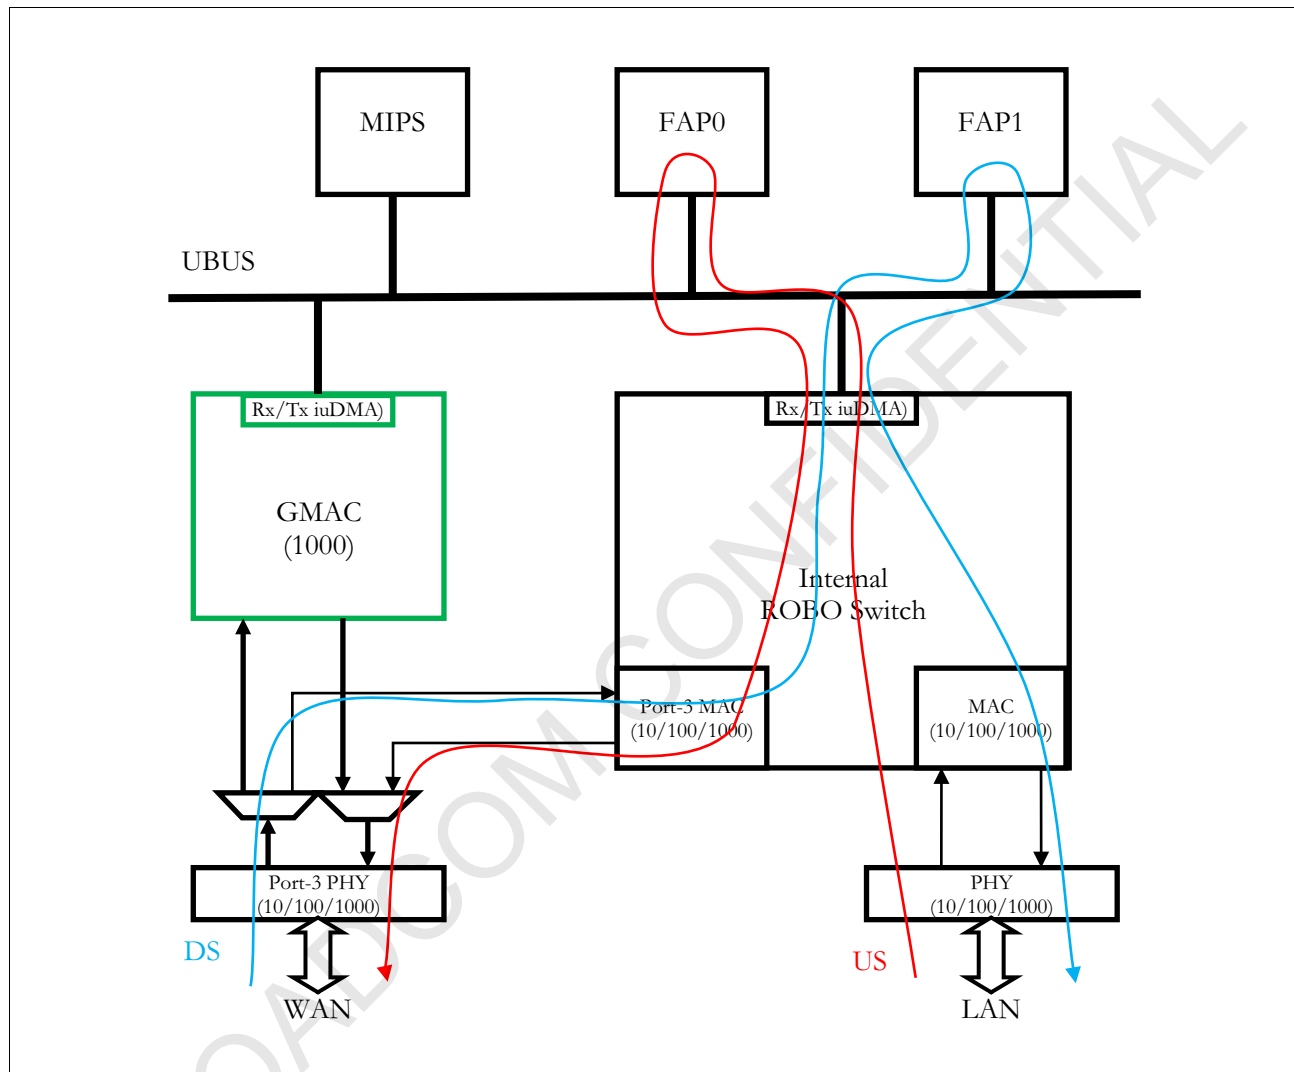 MIPS
FAP0
FAP1
UBUS
Rx/Tx iuDMA)
Rx/Tx iuDMA)
GMAC
(1000)
Internal
ROBO Switch
Port-3 MAC
(10/100/1000)
MAC
(10/100/1000)
Port-3 PHY
(10/100/1000)
PHY
(10/100/1000)
DS
US
WAN
LAN
OADCOM CONFIDENTIAL